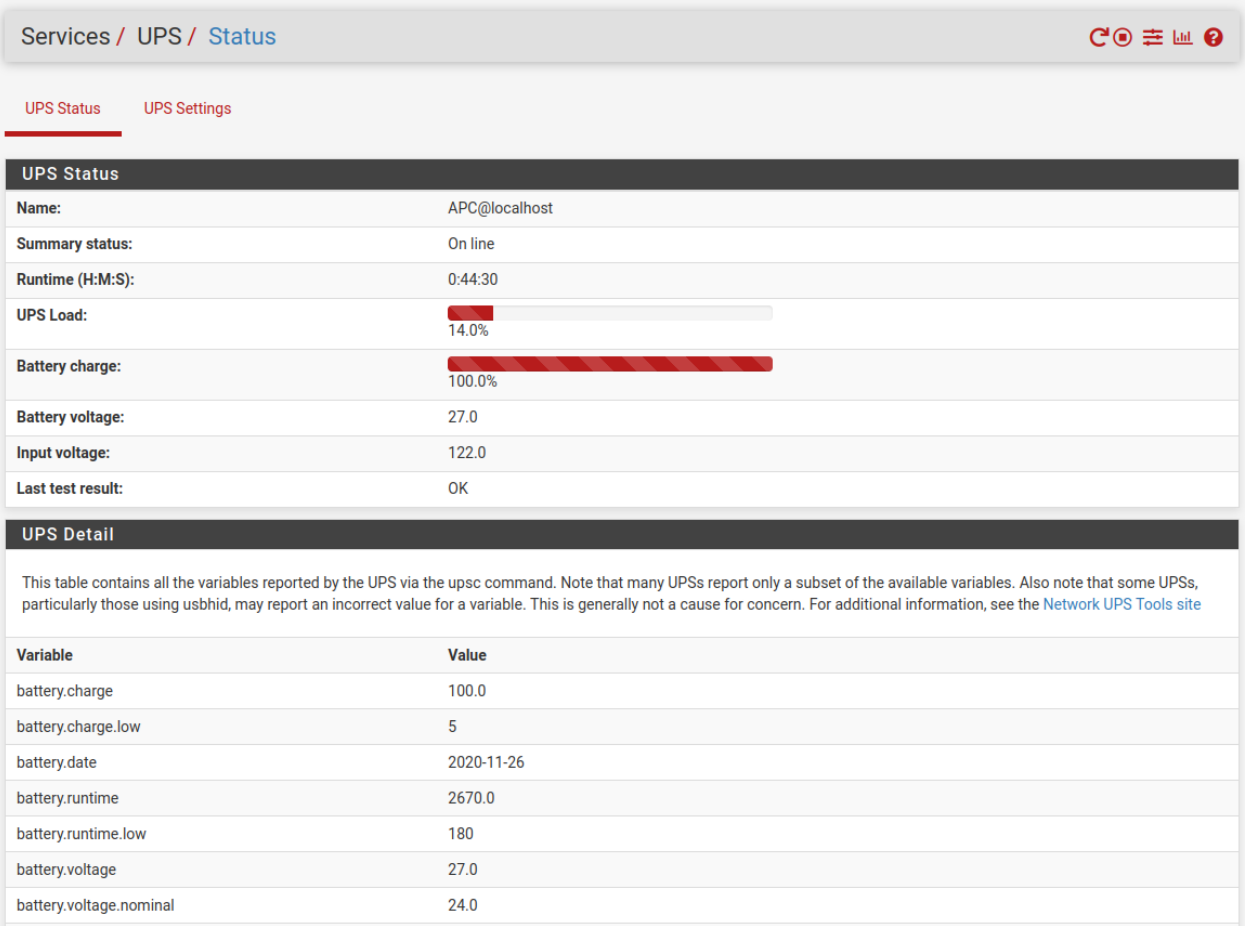 Services / UPS / Status
UPS Status UPS Settings
UPS Status
Name: APC@localhost
Summary status: On line
Runtime (H:M:S): 0:44:30
UPS Load:
14.0%
Battery charge:
100.0%
Battery voltage: 27.0
Input voltage: 122.0
Last test result: OK
UPS Detail
This table contains all the variables reported by the UPS via the upsc command. Note that many UPSs report only a subset of the available variables. Also note that some UPSs,
particularly those using usbhid, may report an incorrect value for a variable. This is generally not a cause for concern. For additional information, see the Network UPS Tools site
Variable Value
battery.charge 100.0
battery.charge.low 5
battery.date 2020-11-26
battery.runtime 2670.0
battery.runtime.low 180
battery.voltage 27.0
battery.voltage.nominal 24.0